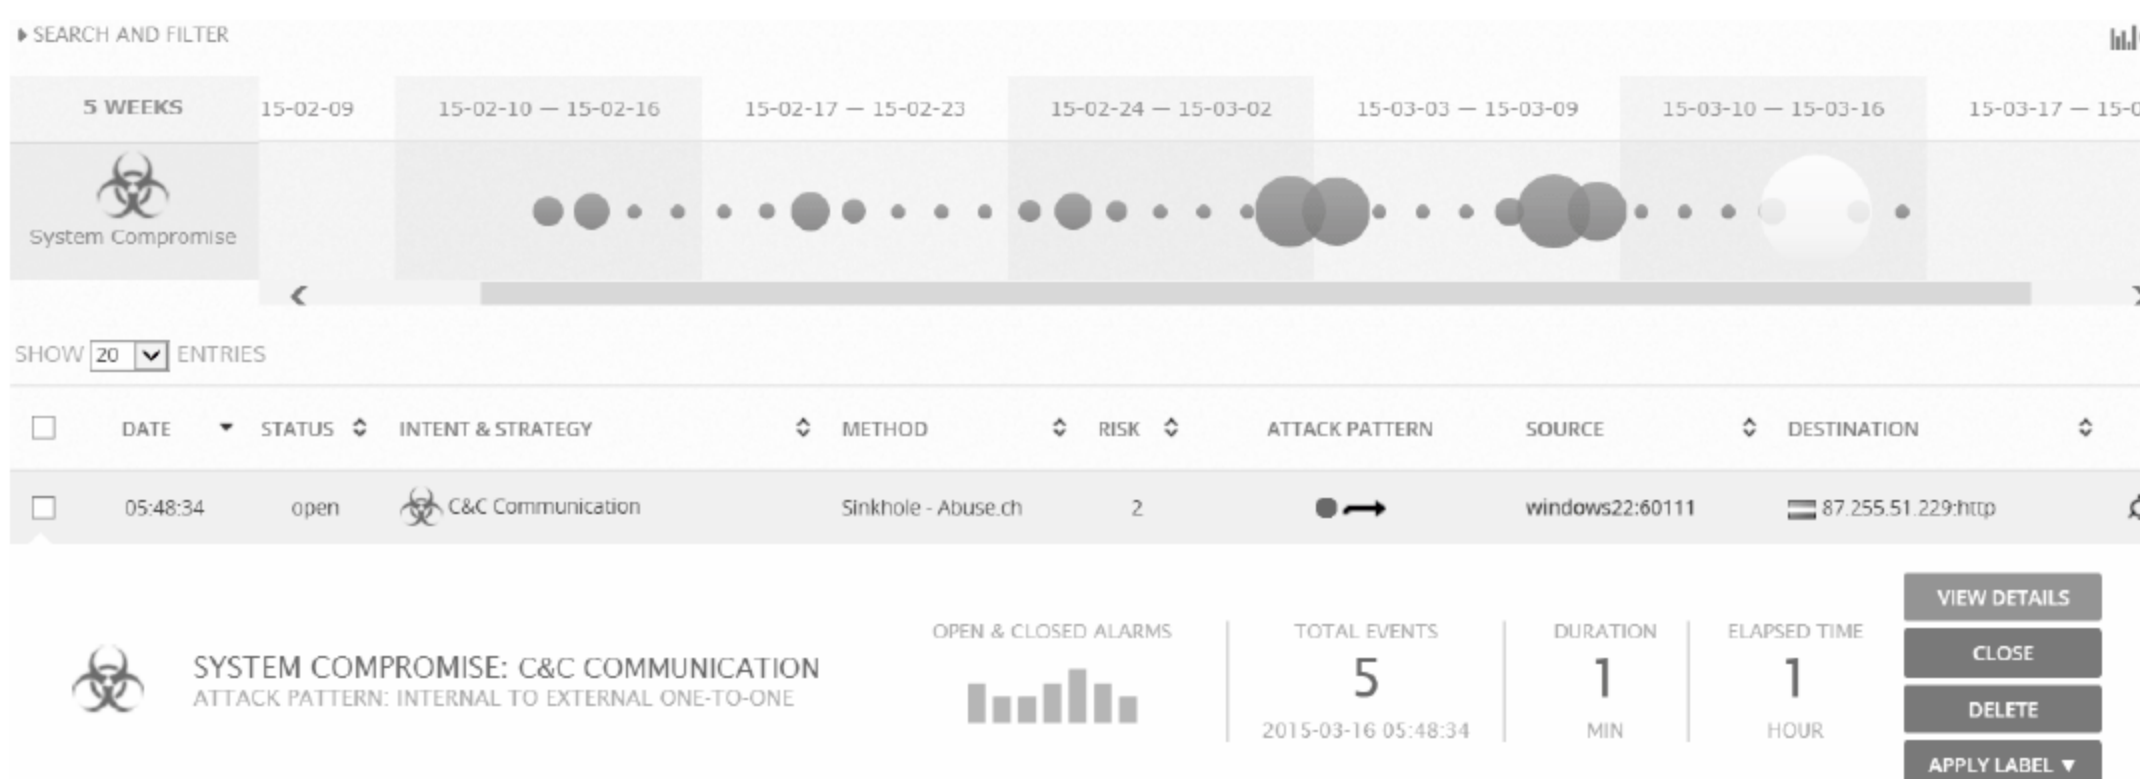 SEARCH AND FILTER
5 WEEKS 15-02-09 15-02-10 — 15-02-16 15-02-17 — 15-02-23 15-02-24 — 15-03-02 15-03-03 — 15-03-09 15-03-10 — 15-03-16 15-03-17 —
System Compromise
SHOW 20 ENTRIES
DATE STATUS INTENT & STRATEGY METHOD RISK ATTACK PATTERN SOURCE DESTINATION
05:48:34 open C&C Communication Sinkhole - Abuse.ch 2 windows22:60111 87.255.51.229:http
VIEW DETAILS
OPEN & CLOSED ALARMS TOTAL EVENTS DURATION ELAPSED TIME
CLOSE
SYSTEM COMPROMISE: C&C COMMUNICATION 5 1 1
ATTACK PATTERN: INTERNAL TO EXTERNAL ONE-TO-ONE
DELETE
2015-03-16 05:48:34 MIN HOUR
APPLY LABEL